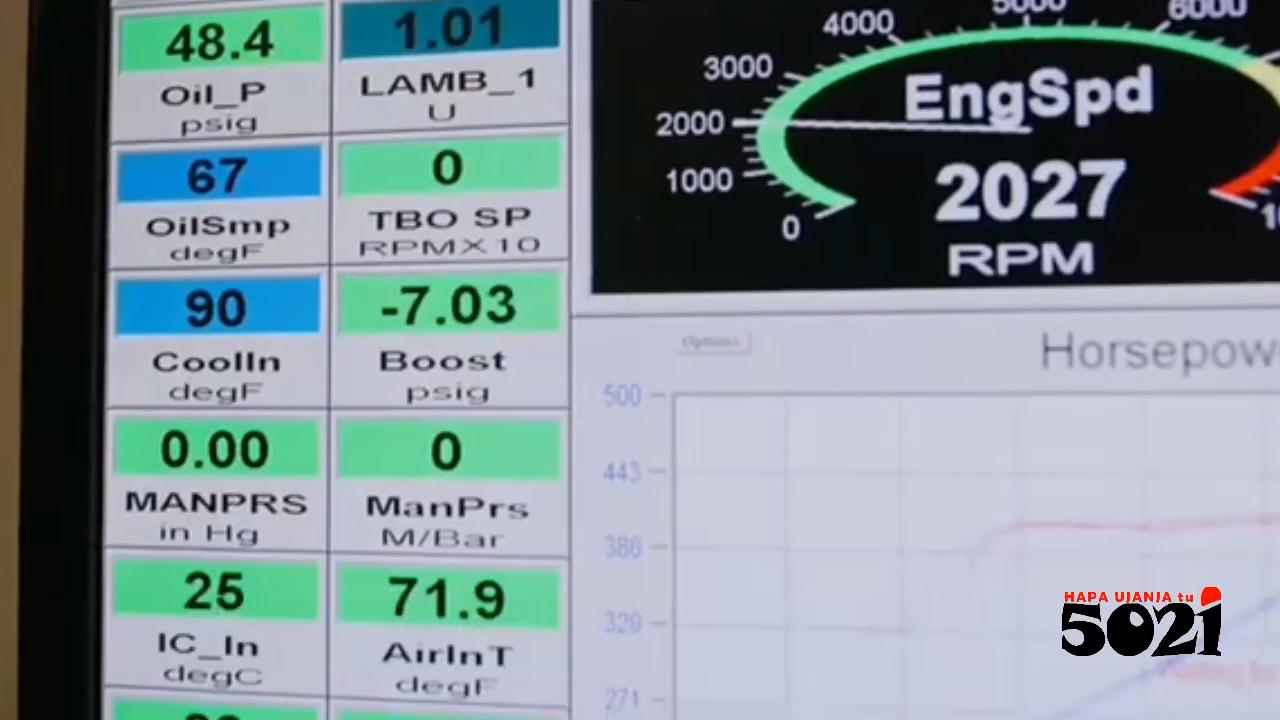 48.4
Oil_P
psig
1.01
LAMB_1
U
67
OilSmp
degF
0
TBO SP
RPMX10
90
CoolIn
degF
-7.03
Boost
psig
0.00
MANPRS
in Hg
0
ManPrs
M/Bar
25
IC_In
degC
71.9
AirInT
degF
0
1000
2000
3000
4000
5000
6000
EngSpd
2027
RPM
Options
Horsepow
500
443
386
329
271
HAPA UJANJA tu
5021